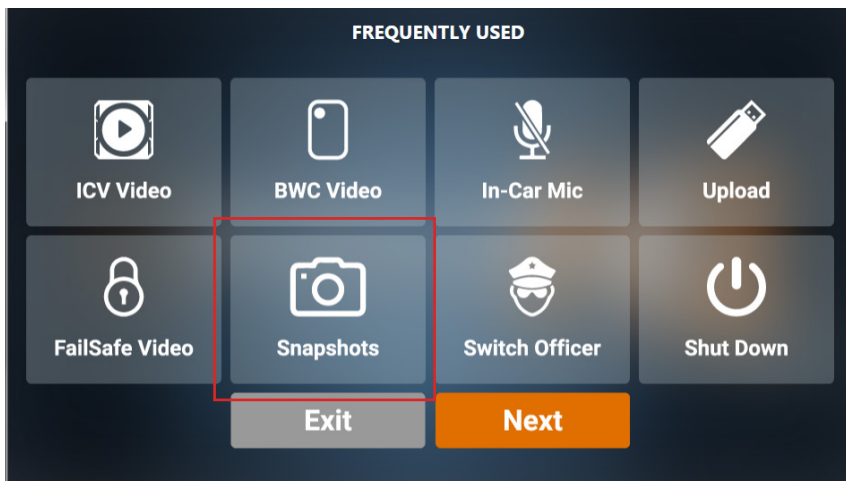 FREQUENTLY USED
ICV Video
BWC Video
In-Car Mic
Upload
FailSafe Video
Snapshots
Switch Officer
Shut Down
Exit
Next